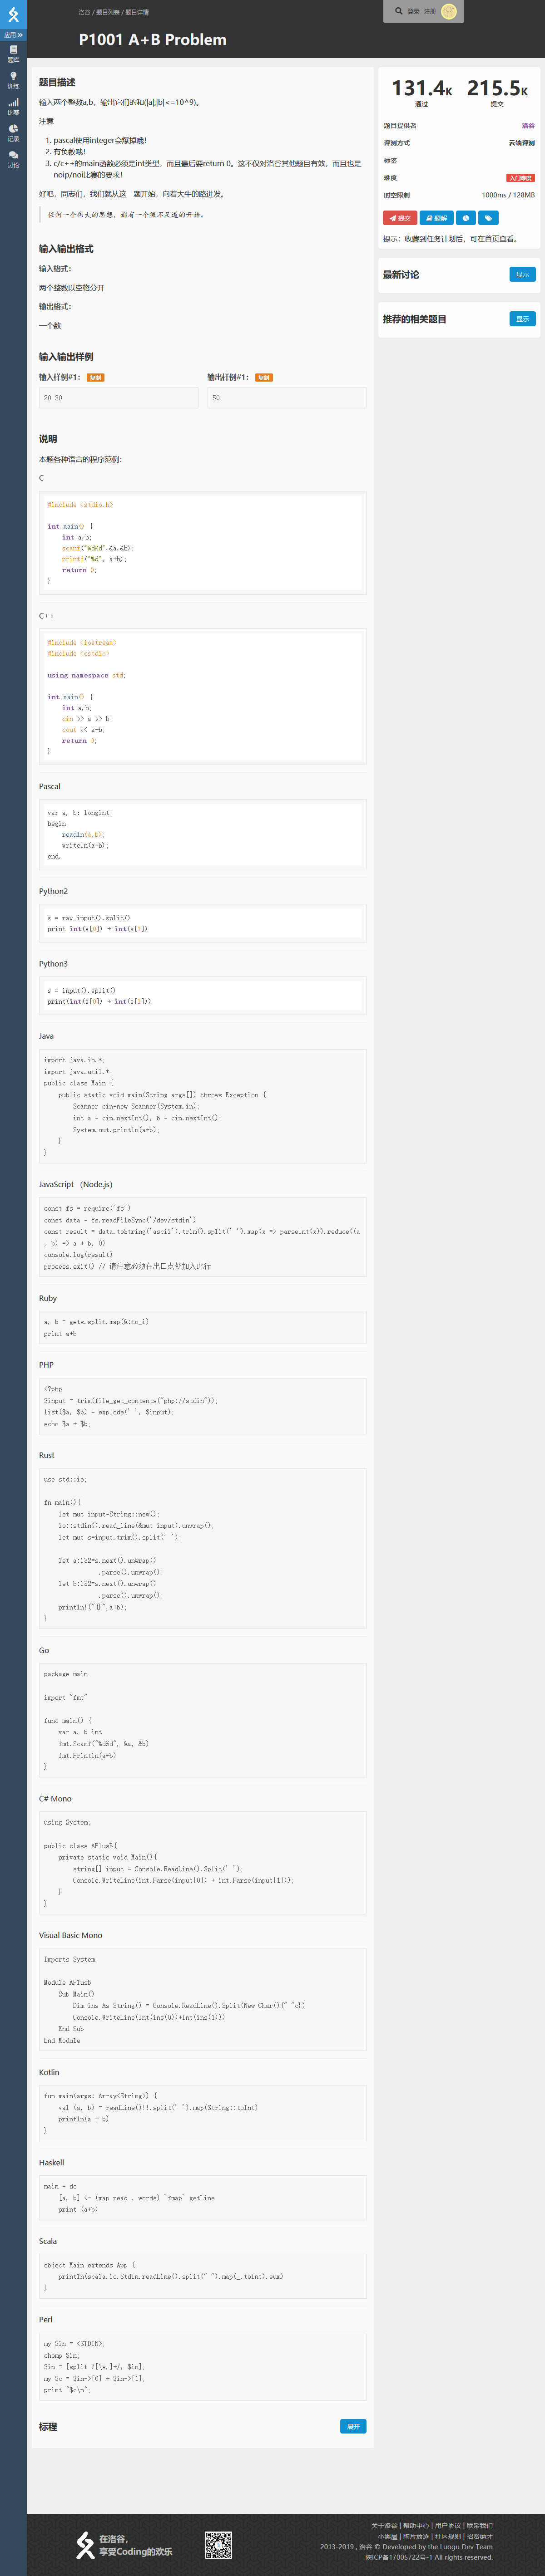 应用
题库
训练
比赛
记录
讨论
洛谷 / 题目列表 / 题目详情
登录 注册
P1001 A+B Problem
题目描述
输入两个整数a,b，输出它们的和(|a|,|b|<=10^9)。
注意
1. pascal使用integer会爆掉哦！
2. 有负数哦！
3. c/c++的main函数必须是int类型，而且最后要return 0。这不仅对洛谷其他题目有效，而且也是
noip/noi比赛的要求！
好吧，同志们，我们就从这一题开始，向着大牛的路进发。
任何一个伟大的思想，都有一个微不足道的开始。
输入输出格式
输入格式：
两个整数以空格分开
输出格式：
一个数
输入输出样例
输入样例#1： 复制
20 30
输出样例#1： 复制
50
说明
本题各种语言的程序范例：
C
#include <stdio.h>
int main() {
int a,b;
scanf("%d%d",&a,&b);
printf("%d", a+b);
return 0;
}
C++
#include <iostream>
#include <cstdio>
using namespace std;
int main() {
int a,b;
cin >> a >> b;
cout << a+b;
return 0;
}
Pascal
var a, b: longint;
begin
readln(a,b);
writeln(a+b);
end.
Python2
s = raw_input().split()
print int(s[0]) + int(s[1])
Python3
s = input().split()
print(int(s[0]) + int(s[1]))
Java
import java.io.*;
import java.util.*;
public class Main {
public static void main(String args[]) throws Exception {
Scanner cin=new Scanner(System.in);
int a = cin.nextInt(), b = cin.nextInt();
System.out.println(a+b);
}
}
JavaScript （Node.js）
const fs = require('fs')
const data = fs.readFileSync('/dev/stdin')
const result = data.toString('ascii').trim().split(' ').map(x => parseInt(x)).reduce((a
, b) => a + b, 0)
console.log(result)
process.exit() // 请注意必须在出口点处加入此行
Ruby
a, b = gets.split.map(&:to_i)
print a+b
PHP
<?php
$input = trim(file_get_contents("php://stdin"));
list($a, $b) = explode(' ', $input);
echo $a + $b;
Rust
use std::io;
fn main(){
let mut input=String::new();
io::stdin().read_line(&mut input).unwrap();
let mut s=input.trim().split(' ');
let a:i32=s.next().unwrap()
.parse().unwrap();
let b:i32=s.next().unwrap()
.parse().unwrap();
println!("{}",a+b);
}
Go
package main
import "fmt"
func main() {
var a, b int
fmt.Scanf("%d%d", &a, &b)
fmt.Println(a+b)
}
C# Mono
using System;
public class APlusB{
private static void Main(){
string[] input = Console.ReadLine().Split(' ');
Console.WriteLine(int.Parse(input[0]) + int.Parse(input[1]));
}
}
Visual Basic Mono
Imports System
Module APlusB
Sub Main()
Dim ins As String() = Console.ReadLine().Split(New Char(){" "c})
Console.WriteLine(Int(ins(0))+Int(ins(1)))
End Sub
End Module
Kotlin
fun main(args: Array<String>) {
val (a, b) = readLine()!!.split(' ').map(String::toInt)
println(a + b)
}
Haskell
main = do
[a, b] <- (map read . words) `fmap` getLine
print (a+b)
Scala
object Main extends App {
println(scala.io.StdIn.readLine().split(" ").map(_.toInt).sum)
}
Perl
my $in = <STDIN>;
chomp $in;
$in = [split /[\s,]+/, $in];
my $c = $in->[0] + $in->[1];
print "$c\n";
标程
展开
131.4K
通过
215.5K
提交
题目提供者 洛谷
评测方式 云端评测
标签
难度 入门难度
时空限制 1000ms / 128MB
提交
题解
提示：收藏到任务计划后，可在首页查看。
最新讨论
显示
推荐的相关题目
显示
在洛谷，
享受Coding的欢乐
关于洛谷 | 帮助中心 | 用户协议 | 联系我们
小黑屋 | 陶片放逐 | 社区规则 | 招贤纳才
2013-2019 , 洛谷 © Developed by the Luogu Dev Team
陕ICP备17005722号-1 All rights reserved.